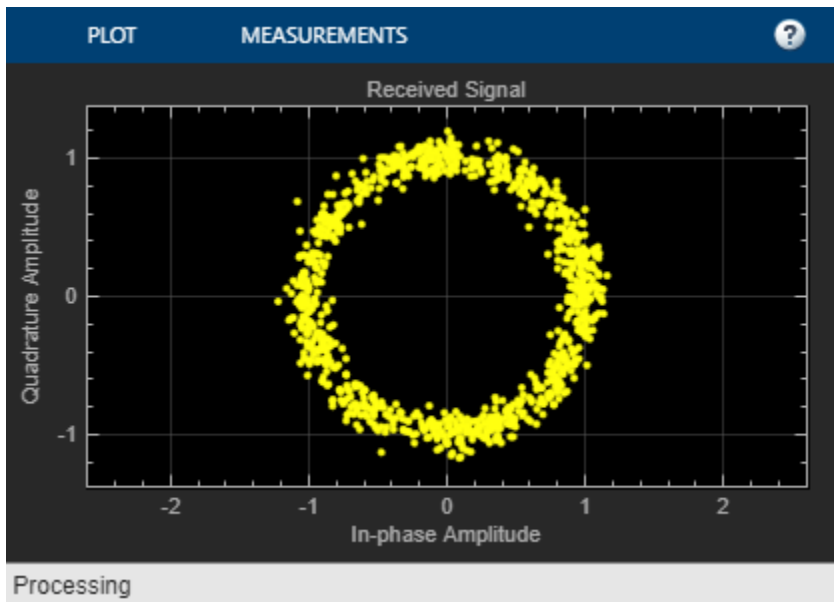 PLOT MEASUREMENTS ?
Received Signal
Quadrature Amplitude
1
0
-1
-2 -1 0 1 2
In-phase Amplitude
Processing